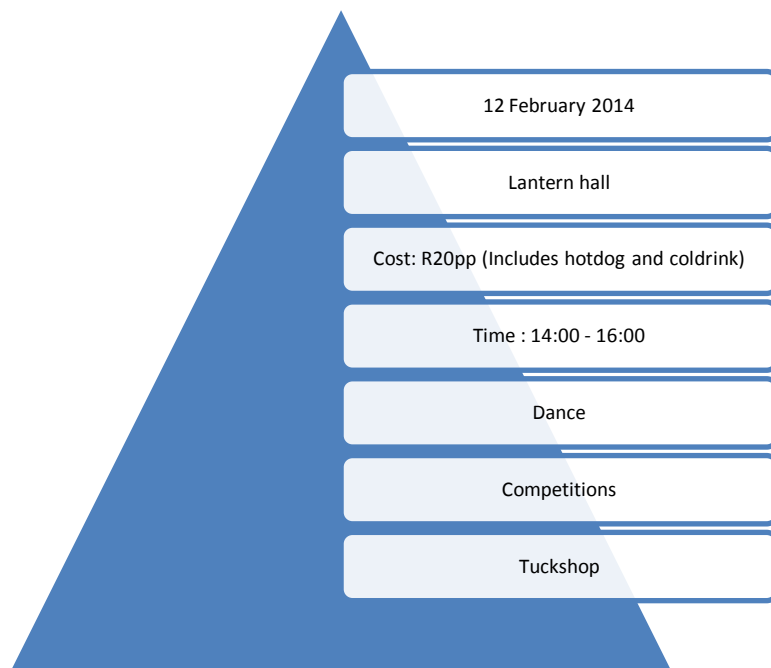 12 February 2014
Lantern hall
Cost: R20pp (Includes hotdog and coldrink)
Time : 14:00 - 16:00
Dance
Competitions
Tuckshop